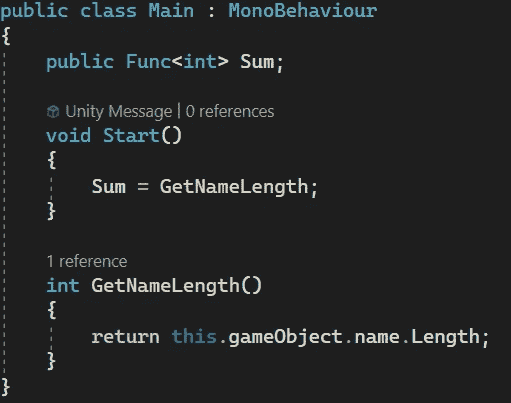 public class Main : MonoBehaviour
{
public Func<int> Sum;
Unity Message | 0 references
void Start()
{
Sum = GetNameLength;
}
1 reference
int GetNameLength()
{
return this.gameObject.name.Length;
}
}